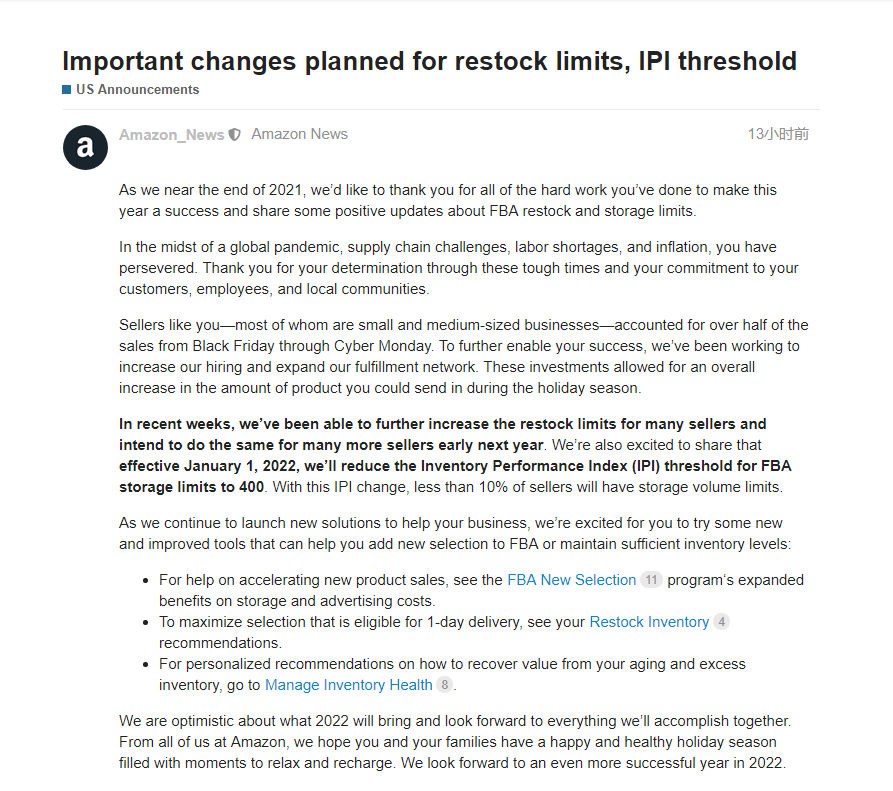 Important changes planned for restock limits, IPI threshold
US Announcements
a
Amazon_News Amazon News 13小时前
As we near the end of 2021, we’d like to thank you for all of the hard work you’ve done to make this
year a success and share some positive updates about FBA restock and storage limits.
In the midst of a global pandemic, supply chain challenges, labor shortages, and inflation, you have
persevered. Thank you for your determination through these tough times and your commitment to your
customers, employees, and local communities.
Sellers like you—most of whom are small and medium-sized businesses—accounted for over half of the
sales from Black Friday through Cyber Monday. To further enable your success, we’ve been working to
increase our hiring and expand our fulfillment network. These investments allowed for an overall
increase in the amount of product you could send in during the holiday season.
In recent weeks, we’ve been able to further increase the restock limits for many sellers and
intend to do the same for many more sellers early next year. We’re also excited to share that
effective January 1, 2022, we’ll reduce the Inventory Performance Index (IPI) threshold for FBA
storage limits to 400. With this IPI change, less than 10% of sellers will have storage volume limits.
As we continue to launch new solutions to help your business, we’re excited for you to try some new
and improved tools that can help you add new selection to FBA or maintain sufficient inventory levels:
• For help on accelerating new product sales, see the FBA New Selection 11 program‘s expanded
benefits on storage and advertising costs.
• To maximize selection that is eligible for 1-day delivery, see your Restock Inventory 4
recommendations.
• For personalized recommendations on how to recover value from your aging and excess
inventory, go to Manage Inventory Health 8.
We are optimistic about what 2022 will bring and look forward to everything we’ll accomplish together.
From all of us at Amazon, we hope you and your families have a happy and healthy holiday season
filled with moments to relax and recharge. We look forward to an even more successful year in 2022.